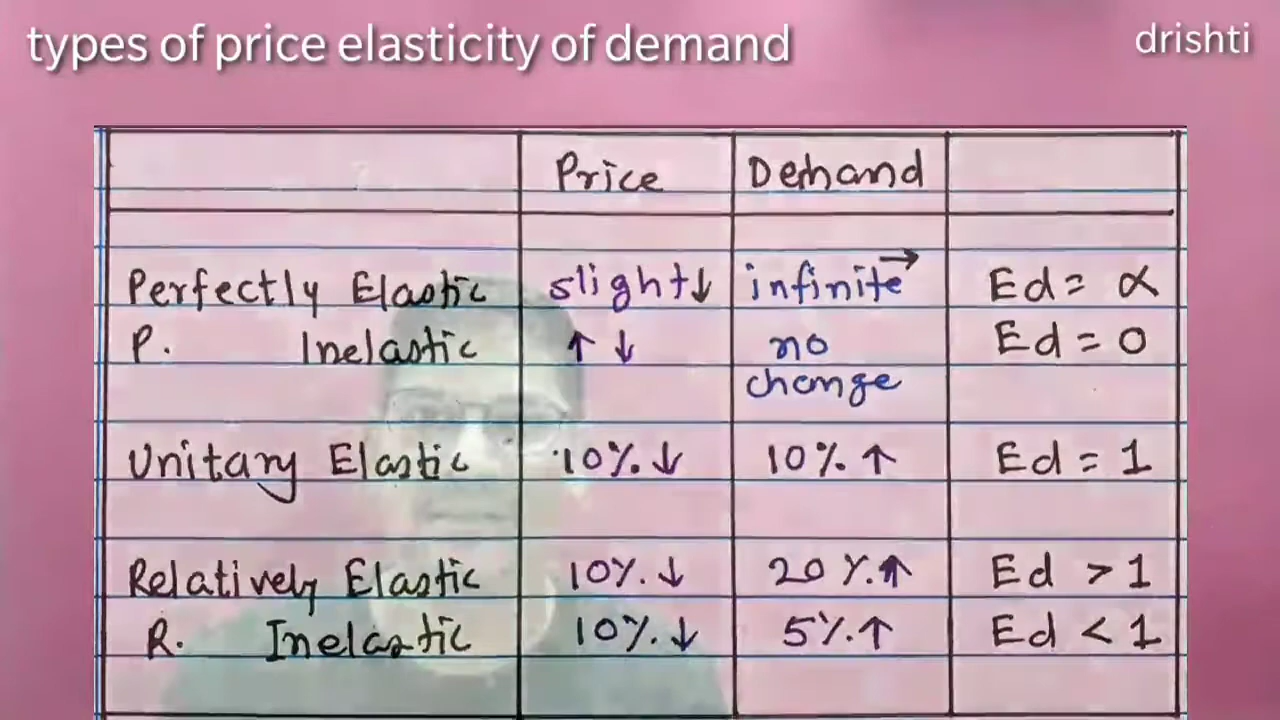 types of price elasticity of demand
drishti
Price Demand
Perfectly Elastic slight↓ infinite→ Ed = α
P. Inelastic ↑ ↓ no change Ed = 0
Unitary Elastic 10%↓ 10%↑ Ed = 1
Relatively Elastic 10%↓ 20%↑ Ed > 1
R. Inelastic 10%↓ 5%↑ Ed < 1